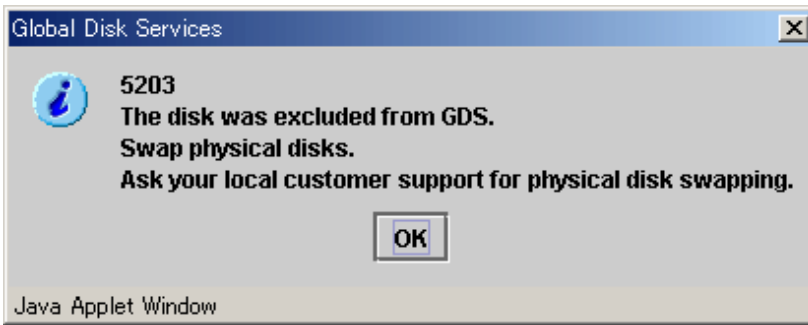 Global Disk Services
5203
The disk was excluded from GDS.
Swap physical disks.
Ask your local customer support for physical disk swapping.
OK
Java Applet Window